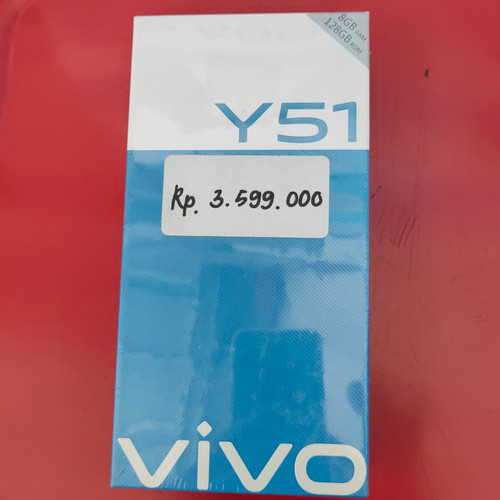 8GB RAM
128GB ROM
Y51
Rp. 3.599.000
vivo